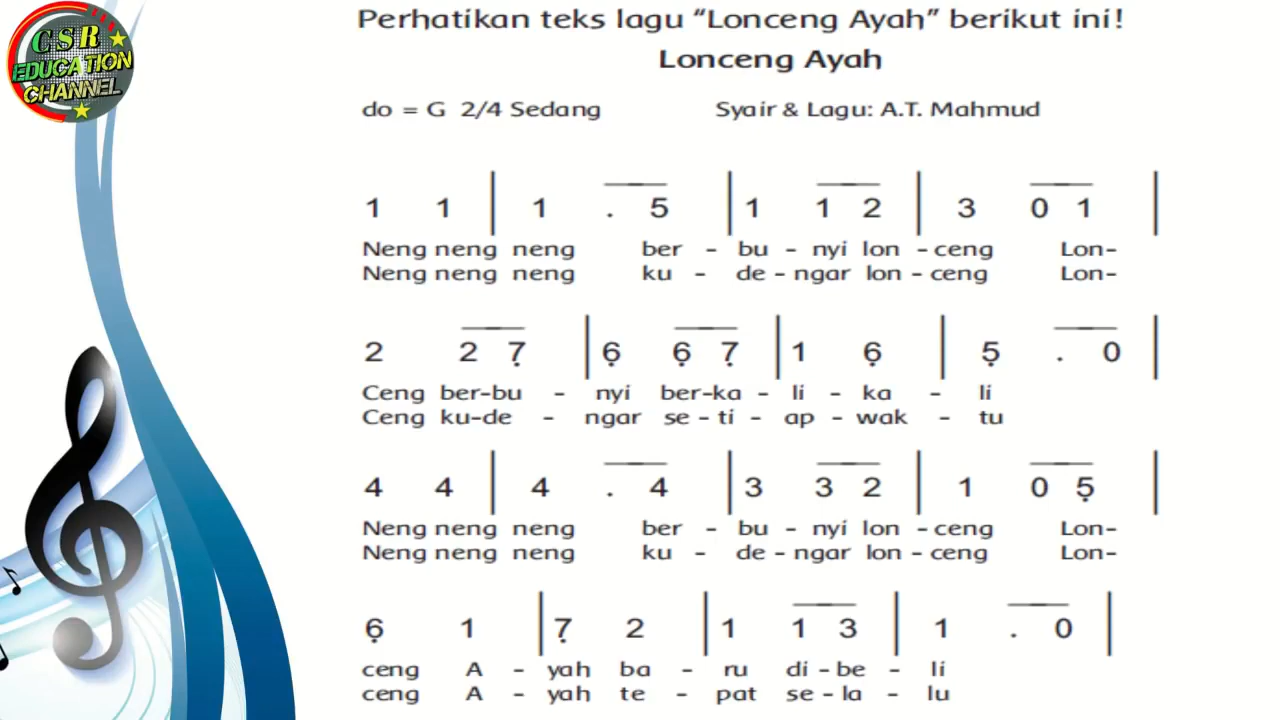 CSR
EDUCATION
CHANNEL
Perhatikan teks lagu “Lonceng Ayah” berikut ini!
Lonceng Ayah
do = G 2/4 Sedang Syair & Lagu: A.T. Mahmud
1 1 | 1 . 5 | 1 1 2 | 3 0 1 |
Neng neng neng ber - bu - nyi lon - ceng Lon-
Neng neng neng ku - de - ngar lon - ceng Lon-
2 2 7̣ | 6̣ 6̣ 7̣ | 1 6̣ | 5̣ . 0 |
Ceng ber-bu - nyi ber-ka - li - ka - li
Ceng ku-de - ngar se-ti - ap - wak - tu
4 4 | 4 . 4 | 3 3 2 | 1 0 5̣ |
Neng neng neng ber - bu - nyi lon - ceng Lon-
Neng neng neng ku - de - ngar lon - ceng Lon-
6̣ 1 | 7̣ 2 | 1 1 3 | 1 . 0 |
ceng A - yah ba - ru di-be - li
ceng A - yah te - pat se-la - lu